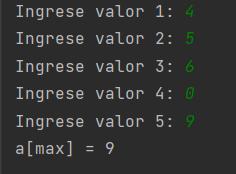 Ingrese valor 1: 4
Ingrese valor 2: 5
Ingrese valor 3: 6
Ingrese valor 4: 0
Ingrese valor 5: 9
a[max] = 9